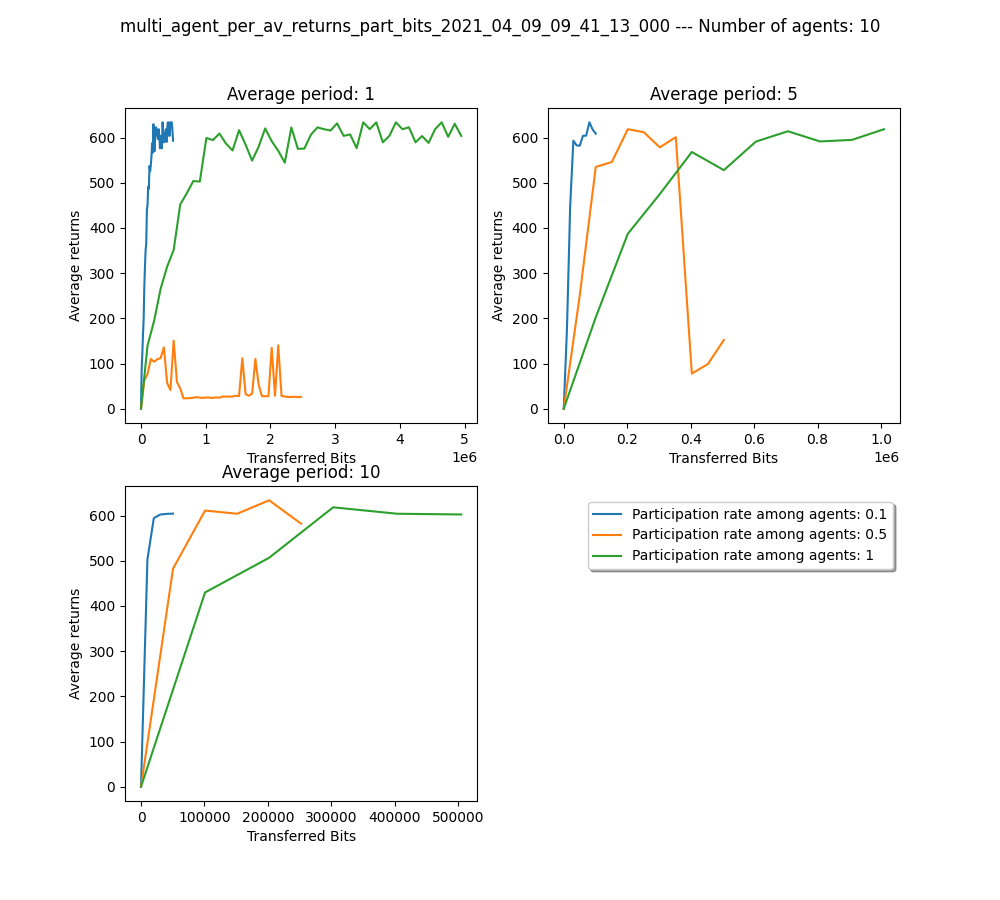 multi_agent_per_av_returns_part_bits_2021_04_09_09_41_13_000 --- Number of agents: 10
Average period: 1
Average returns
600
500
400
300
200
100
0
0 1 2 3 4 5
1e6
Transferred Bits
Average period: 5
Average returns
600
500
400
300
200
100
0
0.0 0.2 0.4 0.6 0.8 1.0
1e6
Transferred Bits
Average period: 10
Average returns
600
500
400
300
200
100
0
0 100000 200000 300000 400000 500000
Transferred Bits
Participation rate among agents: 0.1
Participation rate among agents: 0.5
Participation rate among agents: 1